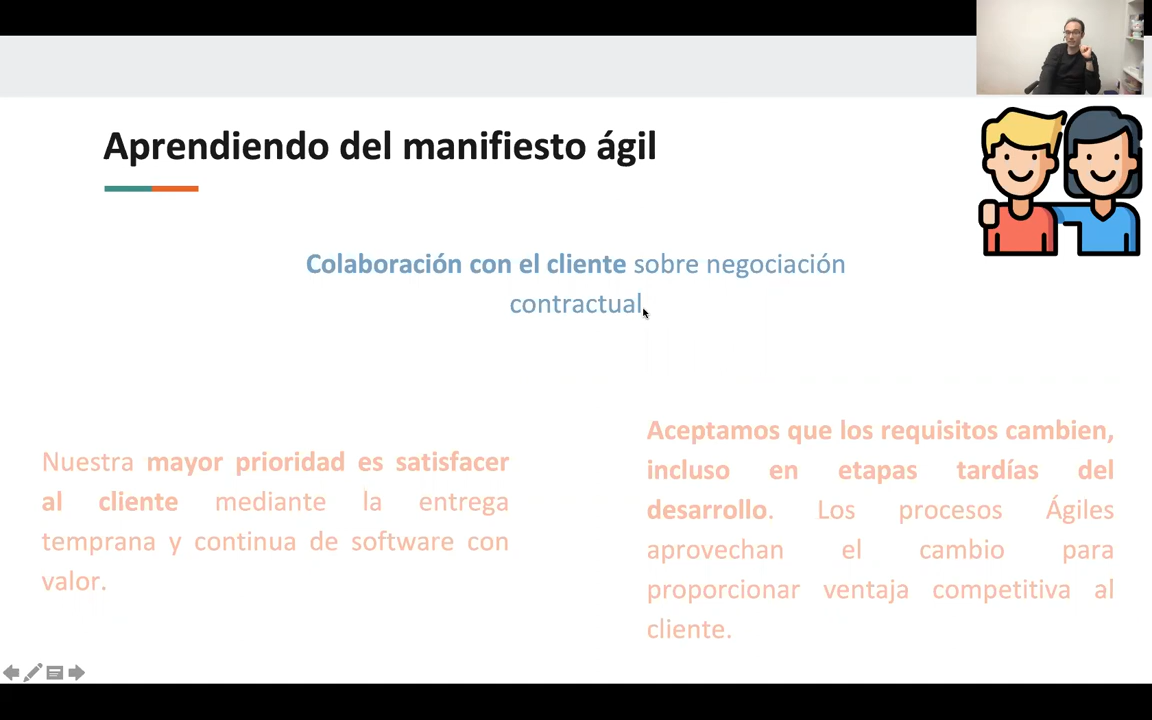 Aprendiendo del manifiesto ágil
Colaboración con el cliente sobre negociación
contractual.
Nuestra mayor prioridad es satisfacer
al cliente mediante la entrega
temprana y continua de software con
valor.
Aceptamos que los requisitos cambien,
incluso en etapas tardías del
desarrollo. Los procesos Ágiles
aprovechan el cambio para
proporcionar ventaja competitiva al
cliente.